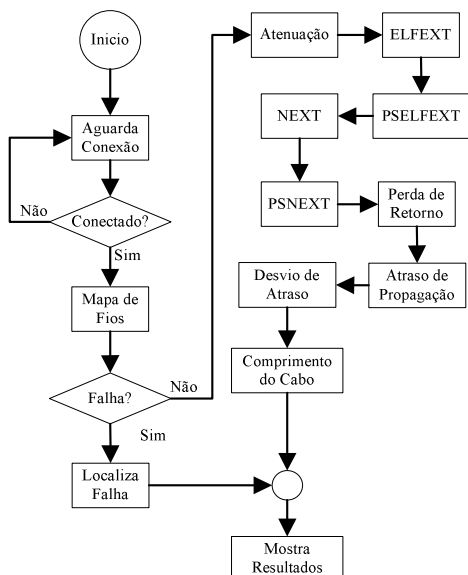 Inicio
Aguarda
Conexão
Não
Conectado?
Sim
Mapa de
Fios
Falha?
Não
Sim
Localiza
Falha
Atenuação
ELFEXT
PSELFEXT
NEXT
PSNEXT
Perda de
Retorno
Atraso de
Propagação
Desvio de
Atraso
Comprimento
do Cabo
Mostra
Resultados